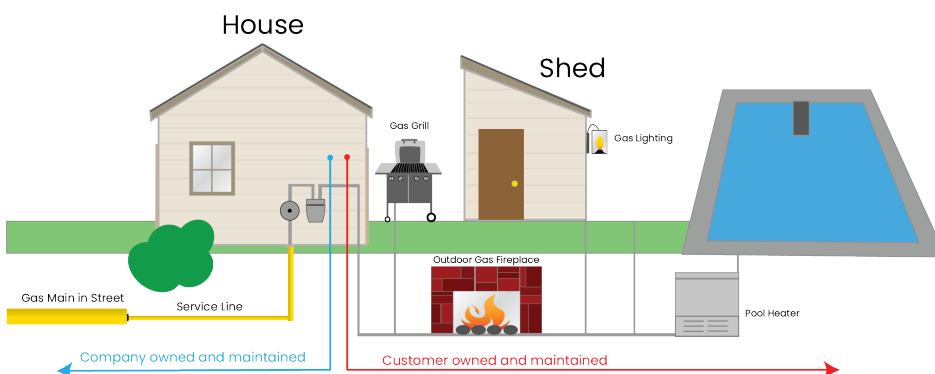 House
Shed
Gas Grill
Gas Lighting
Outdoor Gas Fireplace
Gas Main in Street
Service Line
Pool Heater
Company owned and maintained
Customer owned and maintained